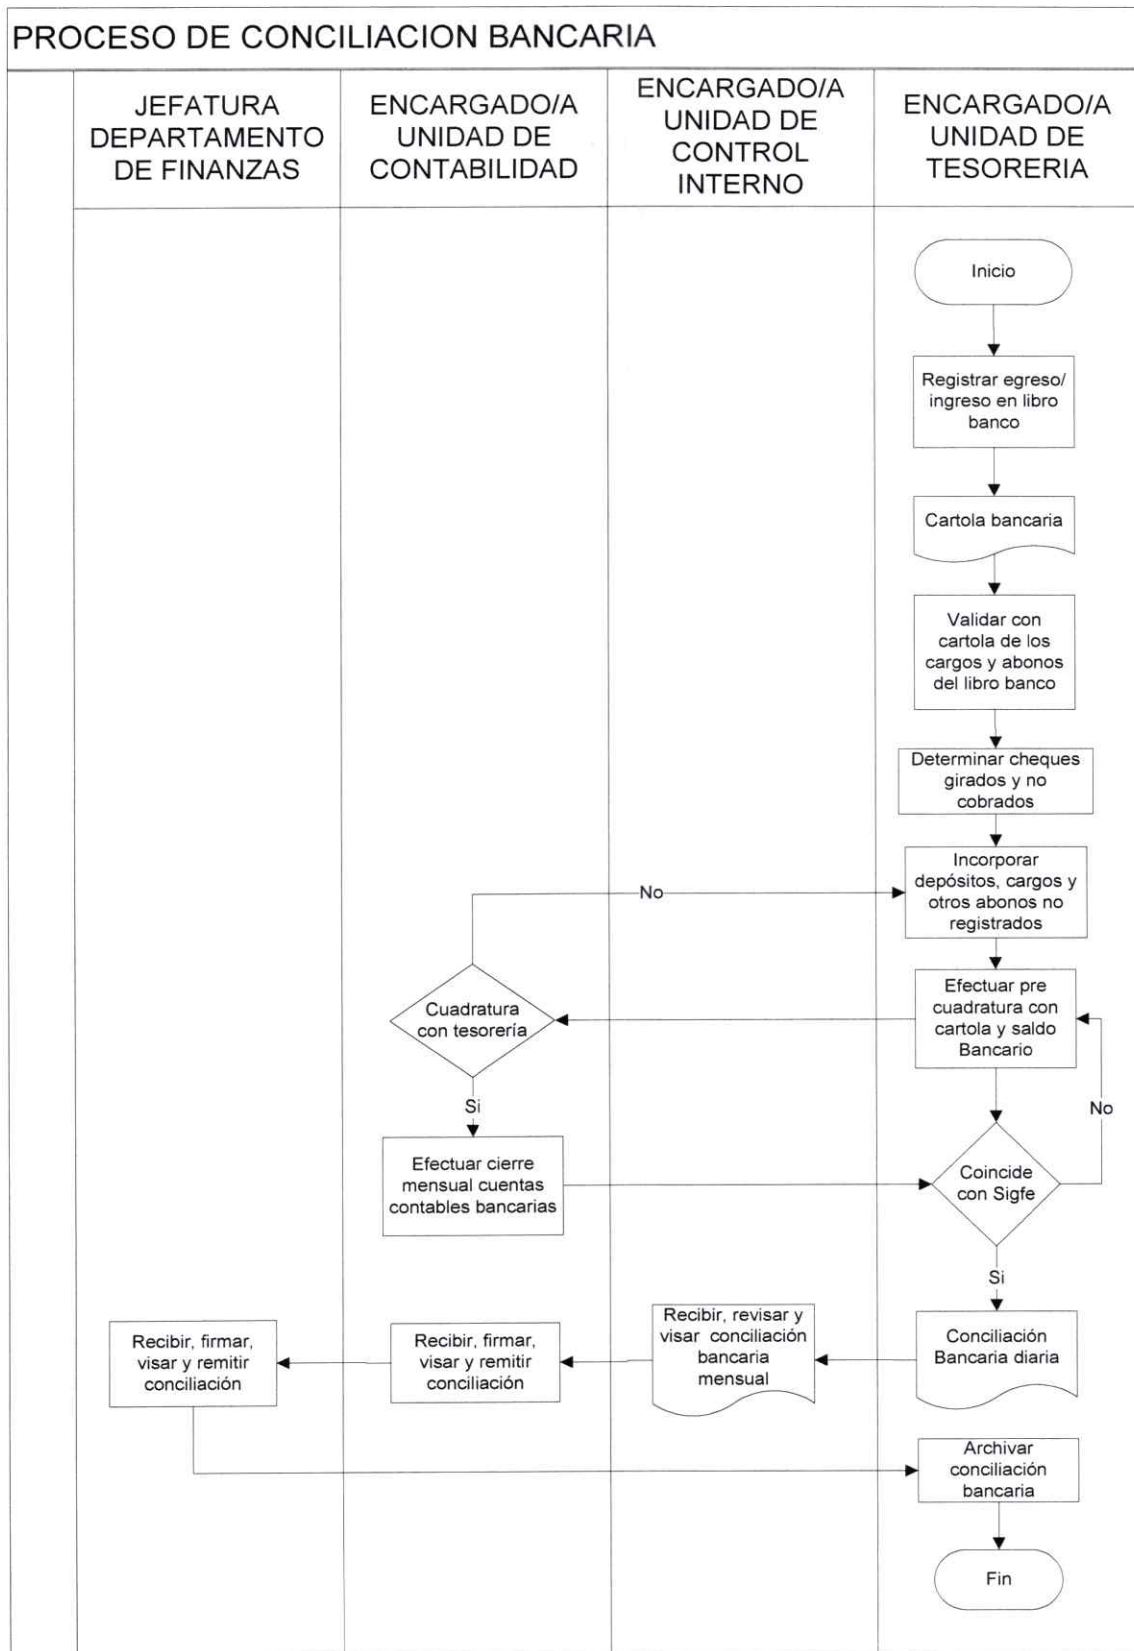 PROCESO DE CONCILIACION BANCARIA
JEFATURA
DEPARTAMENTO
DE FINANZAS
ENCARGADO/A
UNIDAD DE
CONTABILIDAD
ENCARGADO/A
UNIDAD DE
CONTROL
INTERNO
ENCARGADO/A
UNIDAD DE
TESORERIA
Inicio
Registrar egreso/
ingreso en libro
banco
Cartola bancaria
Validar con
cartola de los
cargos y abonos
del libro banco
Determinar cheques
girados y no
cobrados
Incorporar
depósitos, cargos y
otros abonos no
registrados
No
Efectuar pre
cuadratura con
cartola y saldo
Bancario
Cuadratura
con tesorería
Si
No
Efectuar cierre
mensual cuentas
contables bancarias
Coincide
con Sigfe
Si
Conciliación
Bancaria diaria
Recibir, revisar y
visar conciliación
bancaria
mensual
Recibir, firmar,
visar y remitir
conciliación
Recibir, firmar,
visar y remitir
conciliación
Archivar
conciliación
bancaria
Fin